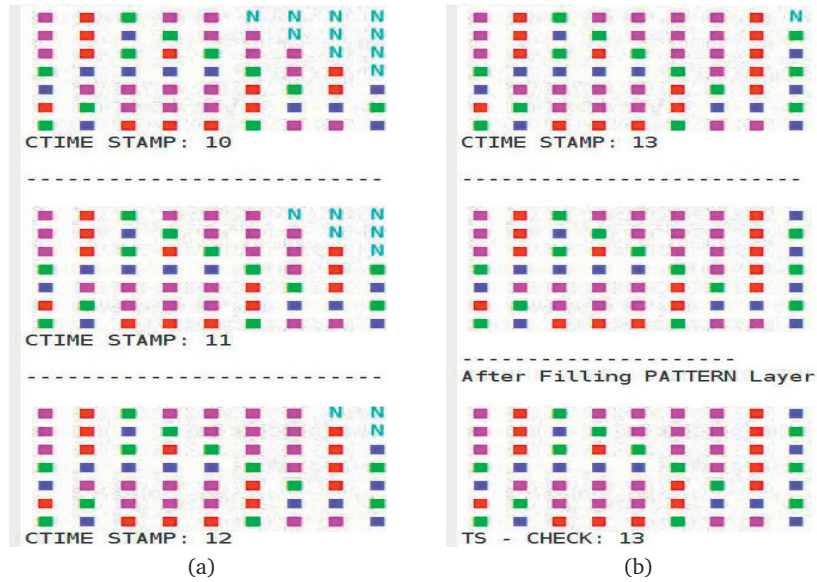 N N N N
N N N
N N
N
CTIME STAMP: 10
--------------------------
N N N
N N
N
CTIME STAMP: 11
--------------------------
N N
N
CTIME STAMP: 12
(a)
N
CTIME STAMP: 13
--------------------------
---------------------
After Filling PATTERN Layer
TS - CHECK: 13
(b)